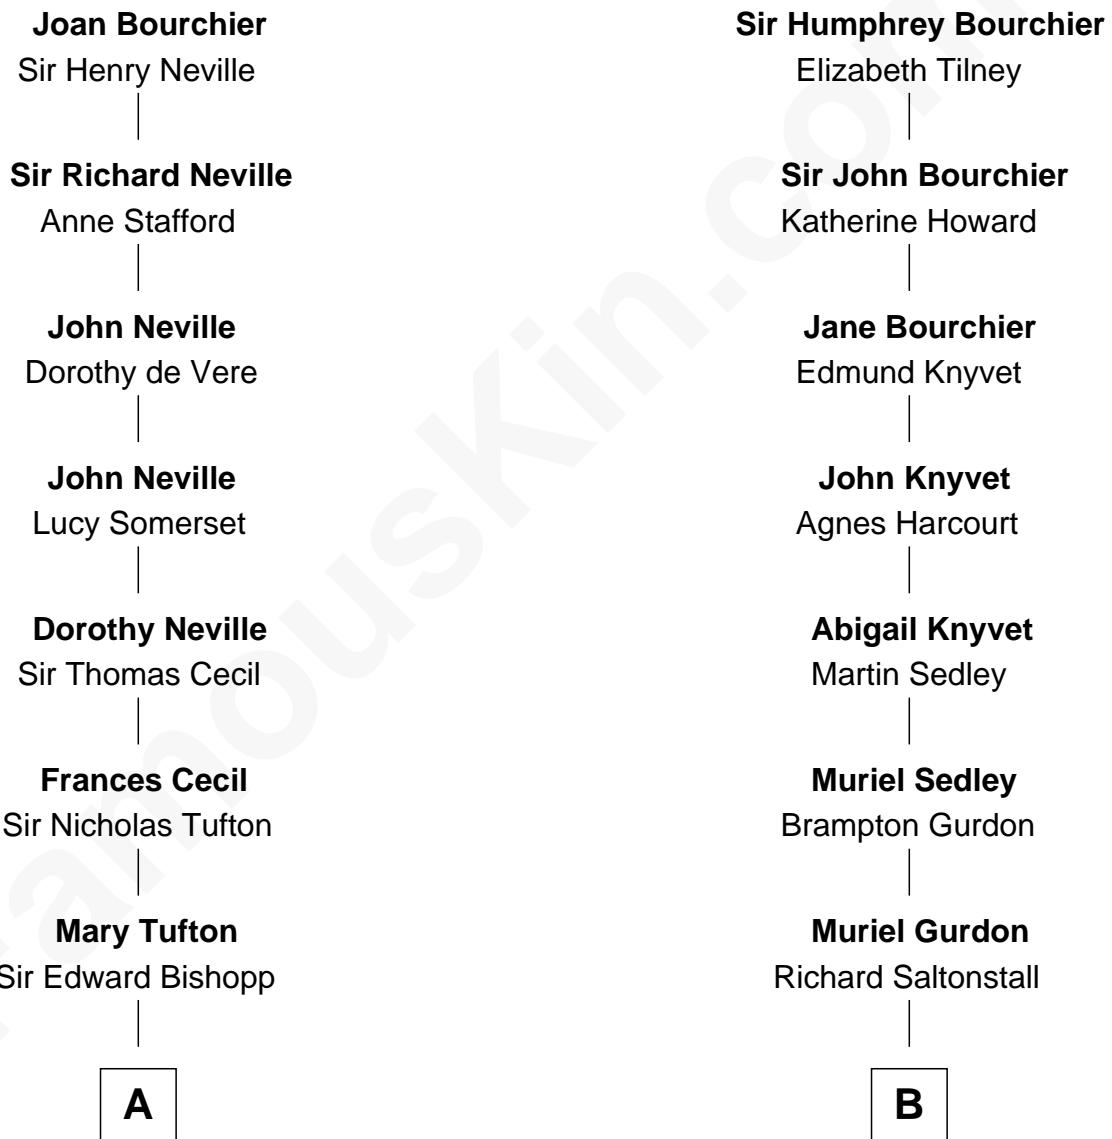 Joan Bourchier
Sir Henry Neville
Sir Richard Neville
Anne Stafford
John Neville
Dorothy de Vere
John Neville
Lucy Somerset
Dorothy Neville
Sir Thomas Cecil
Frances Cecil
Sir Nicholas Tufton
Mary Tufton
Sir Edward Bishopp
A
Sir Humphrey Bourchier
Elizabeth Tilney
Sir John Bourchier
Katherine Howard
Jane Bourchier
Edmund Knyvet
John Knyvet
Agnes Harcourt
Abigail Knyvet
Martin Sedley
Muriel Sedley
Brampton Gurdon
Muriel Gurdon
Richard Saltonstall
B
famouskin.com